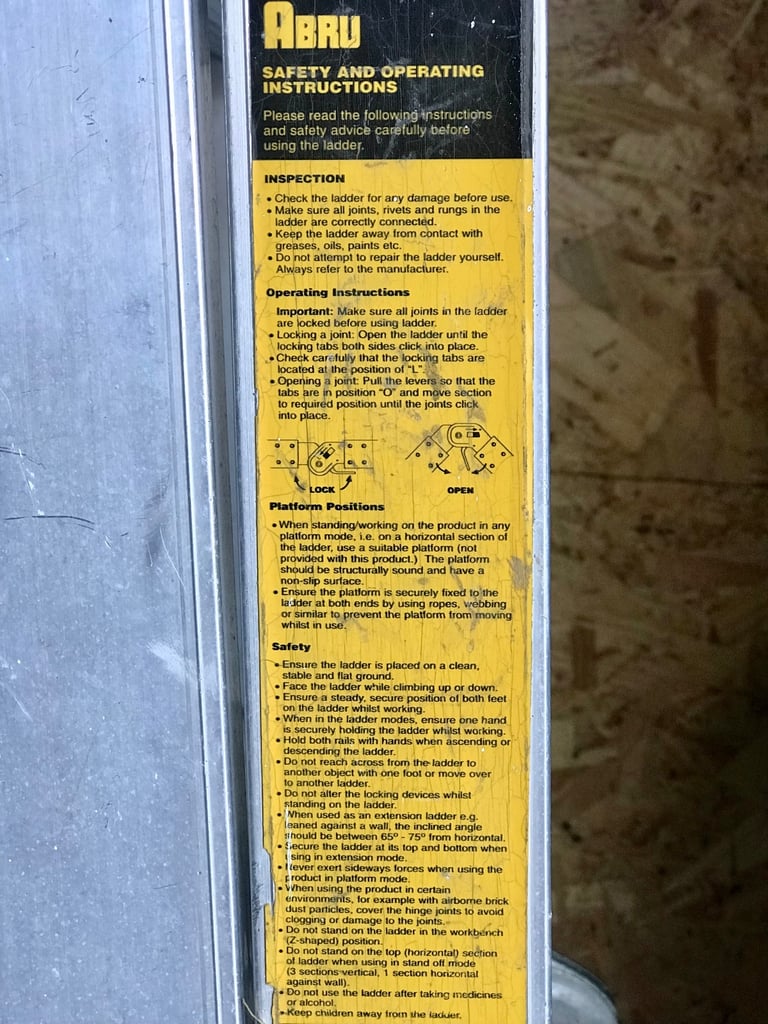 ABRU
SAFETY AND OPERATING
INSTRUCTIONS
Please read the following instructions
and safety advice carefully before
using the ladder.
INSPECTION
• Check the ladder for any damage before use.
• Make sure all joints, rivets and rungs in the
ladder are correctly connected.
• Keep the ladder away from contact with
greases, oils, paints etc.
• Do not attempt to repair the ladder yourself.
Always refer to the manufacturer.
Operating Instructions
Important: Make sure all joints in the ladder
are locked before using ladder.
• Locking a joint: Open the ladder until the
locking tabs both sides click into place.
• Check carefully that the locking tabs are
located at the position of "L".
• Opening a joint: Pull the levers so that the
tabs are in position "O" and move section
to required position until the joints click
into place.
LOCK
OPEN
Platform Positions
• When standing/working on the product in any
platform mode, i.e. on a horizontal section of
the ladder, use a suitable platform (not
provided with this product.) The platform
should be structurally sound and have a
non-slip surface.
• Ensure the platform is securely fixed to the
ladder at both ends by using ropes, webbing
or similar to prevent the platform from moving
whilst in use.
Safety
• Ensure the ladder is placed on a clean,
stable and flat ground.
• Face the ladder while climbing up or down.
• Ensure a steady, secure position of both feet
on the ladder whilst working.
• When in the ladder modes, ensure one hand
is securely holding the ladder whilst working.
• Hold both rails with hands when ascending or
descending the ladder.
• Do not reach across from the ladder to
another object with one foot or move over
to another ladder.
• Do not alter the locking devices whilst
standing on the ladder.
• When used as an extension ladder e.g.
leaned against a wall, the inclined angle
should be between 65° - 75° from horizontal.
• Secure the ladder at its top and bottom when
using in extension mode.
• Never exert sideways forces when using the
product in platform mode.
• When using the product in certain
environments, for example with airborne brick
dust particles, cover the hinge joints to avoid
clogging or damage to the joints.
• Do not stand on the ladder in the workbench
(Z-shaped) position.
• Do not stand on the top (horizontal) section
of ladder when using in stand off mode
(3 sections vertical, 1 section horizontal
against wall).
• Do not use the ladder after taking medicines
or alcohol.
• Keep children away from the ladder.